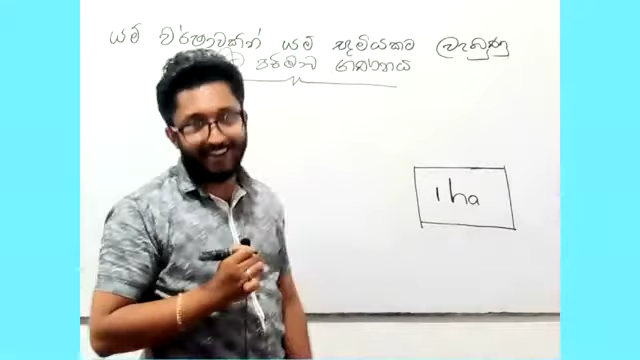 යම් වර්ෂාවකින් යම් භූමියකට ලැබුණු
ජල පරිමාව ගණනය
1 ha